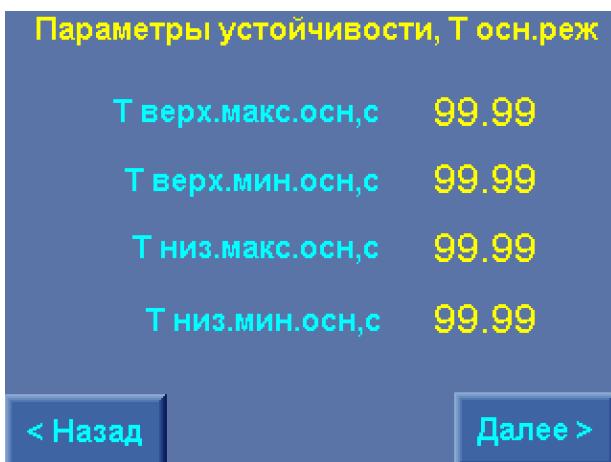 Параметры устойчивости, Т осн.реж
Т верх.макс.осн,с 99.99
Т верх.мин.осн,с 99.99
Т низ.макс.осн,с 99.99
Т низ.мин.осн,с 99.99
< Назад Далее >